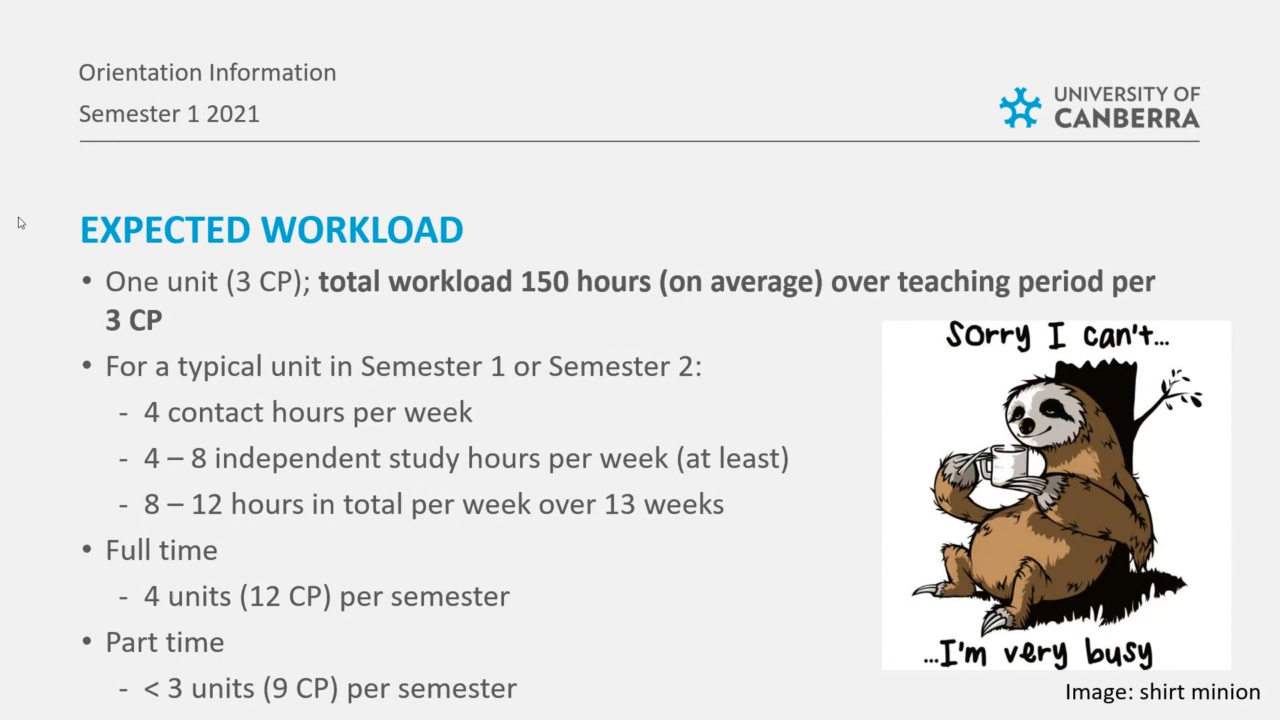 Orientation Information
Semester 1 2021
UNIVERSITY OF
CANBERRA
EXPECTED WORKLOAD
• One unit (3 CP); total workload 150 hours (on average) over teaching period per
3 CP
• For a typical unit in Semester 1 or Semester 2:
- 4 contact hours per week
- 4 – 8 independent study hours per week (at least)
- 8 – 12 hours in total per week over 13 weeks
• Full time
- 4 units (12 CP) per semester
• Part time
- < 3 units (9 CP) per semester
Sorry I can't...
...I'm very busy
Image: shirt minion